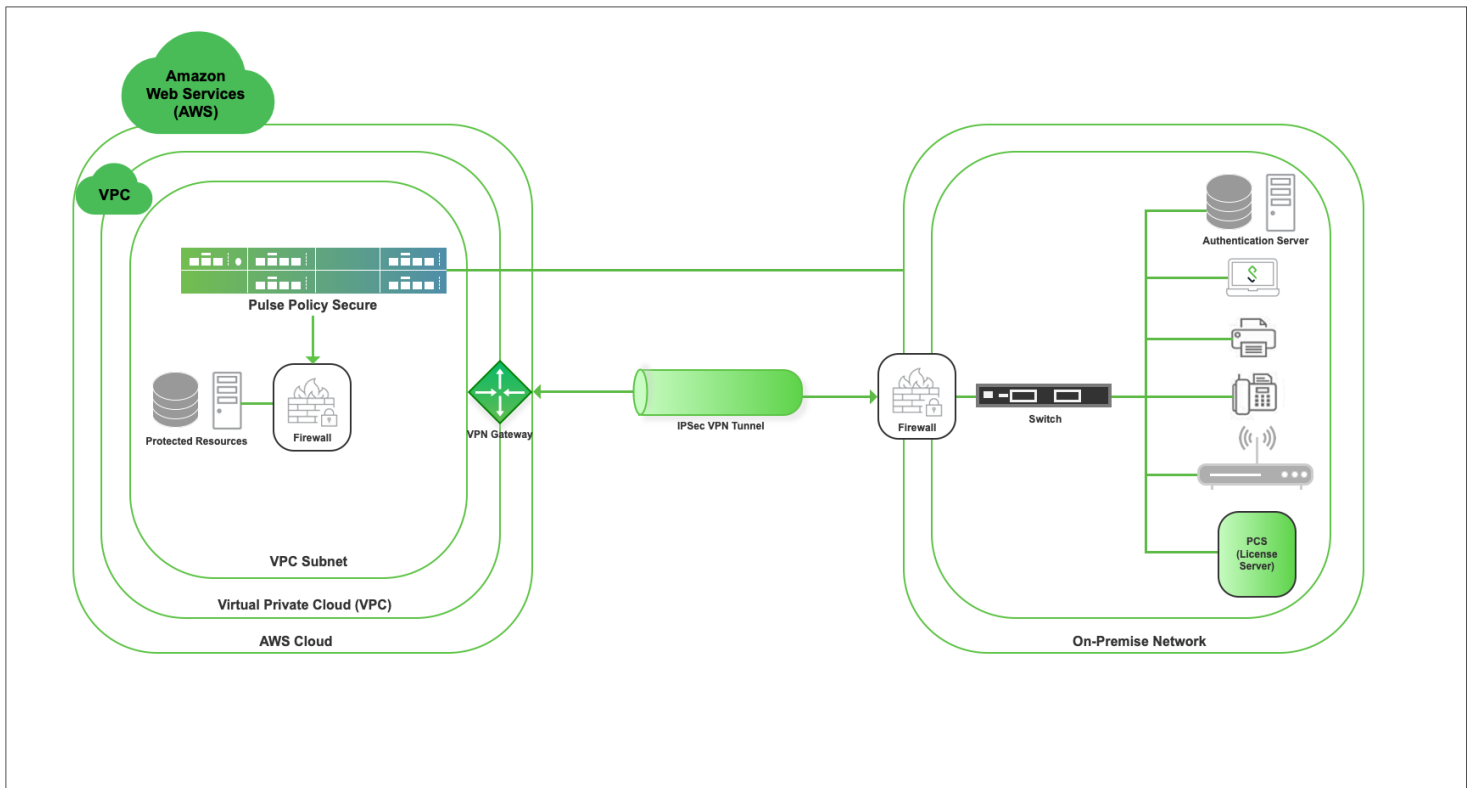 Amazon
Web Services
(AWS)
VPC
Pulse Policy Secure
Protected Resources
Firewall
VPN Gateway
IPSec VPN Tunnel
Firewall
Switch
Authentication Server
PCS
(License
Server)
VPC Subnet
Virtual Private Cloud (VPC)
AWS Cloud
On-Premise Network